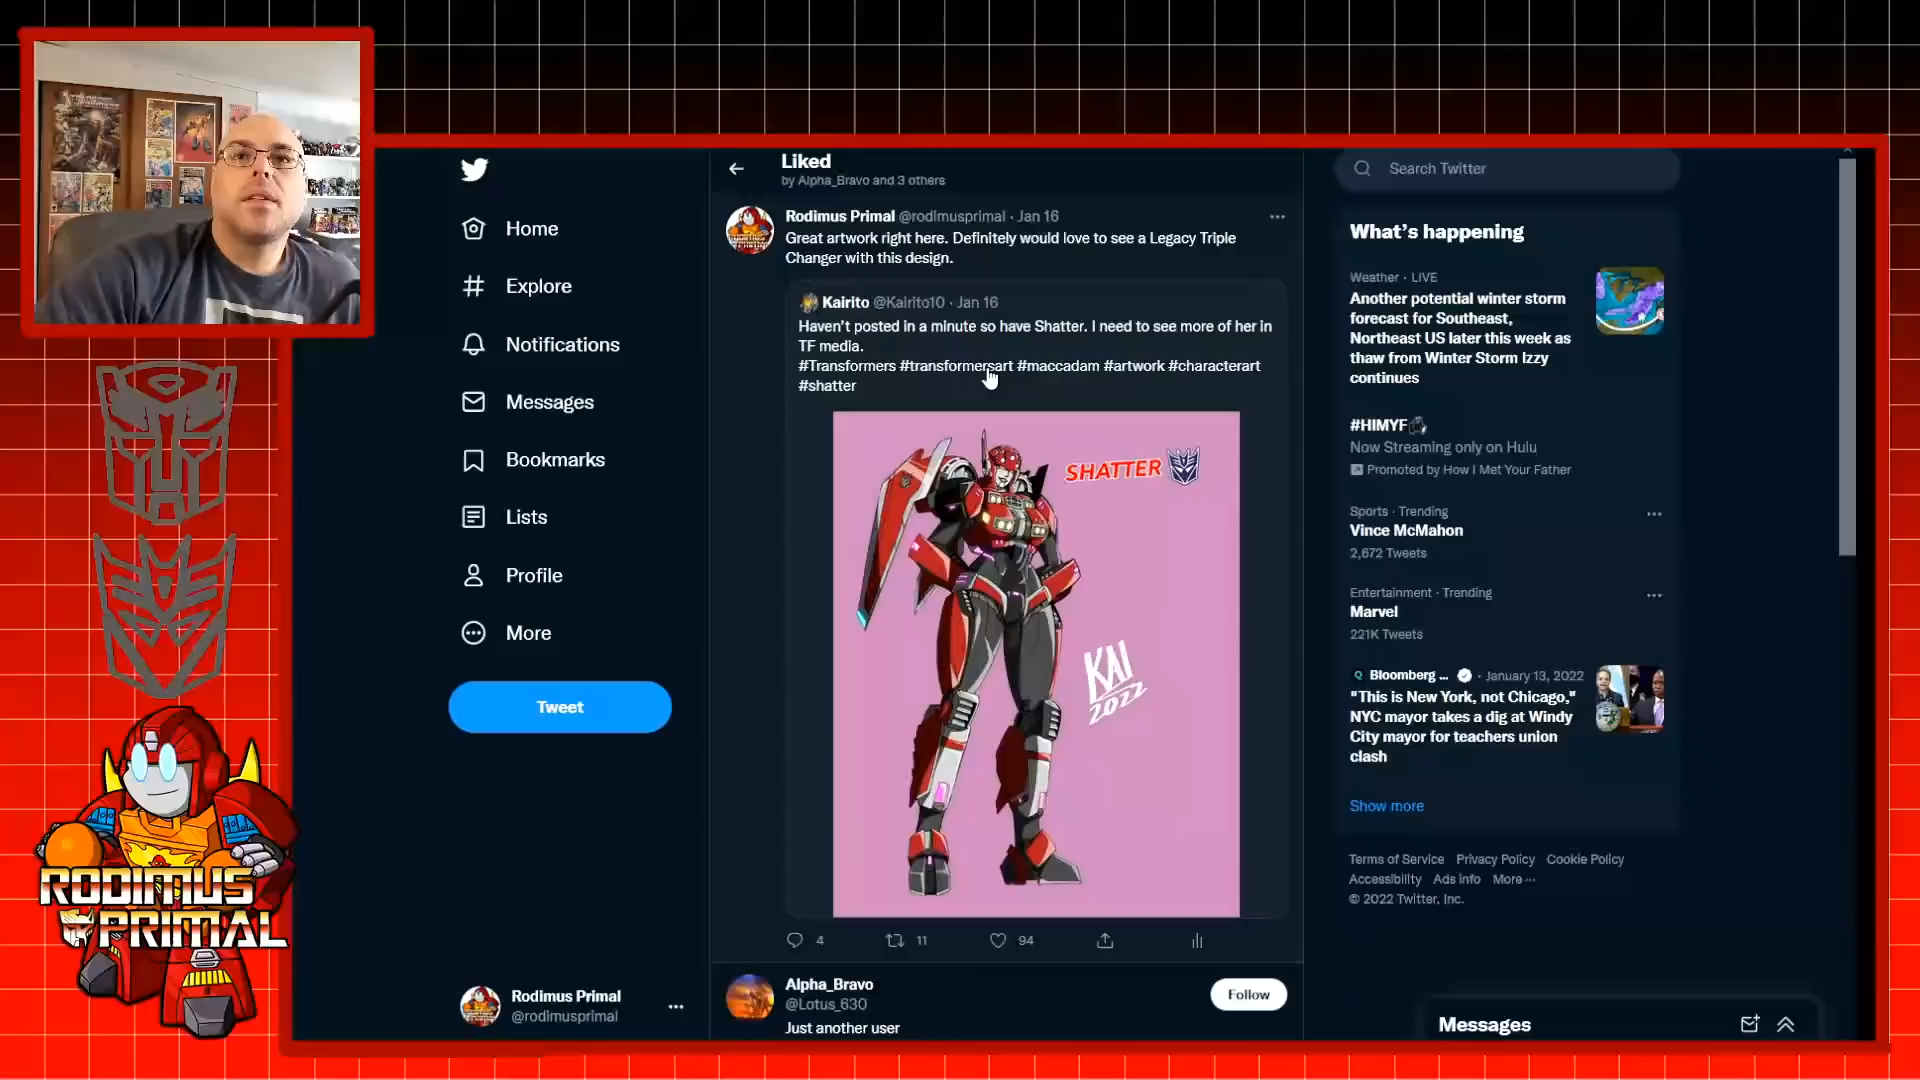 Liked
by Alpha_Bravo and 3 others
Search Twitter
Home
Explore
Notifications
Messages
Bookmarks
Lists
Profile
More
Tweet
Rodimus Primal @rodimusprimal · Jan 16
Great artwork right here. Definitely would love to see a Legacy Triple
Changer with this design.
Kairito @Kairito10 · Jan 16
Haven't posted in a minute so have Shatter. I need to see more of her in
TF media.
#Transformers #transformersart #maccadam #artwork #characterart
#shatter
SHATTER
KAI
2022
4
11
94
Alpha_Bravo
@Lotus_630
Just another user
Follow
What's happening
Weather · LIVE
Another potential winter storm
forecast for Southeast,
Northeast US later this week as
thaw from Winter Storm Izzy
continues
#HIMYF
Now Streaming only on Hulu
Promoted by How I Met Your Father
Sports · Trending
Vince McMahon
2,672 Tweets
Entertainment · Trending
Marvel
221K Tweets
Bloomberg ... · January 13, 2022
"This is New York, not Chicago,"
NYC mayor takes a dig at Windy
City mayor for teachers union
clash
Show more
Terms of Service Privacy Policy Cookie Policy
Accessibility Ads info More ...
© 2022 Twitter, Inc.
Messages
Rodimus Primal
@rodimusprimal
RODIMUS
PRIMAL